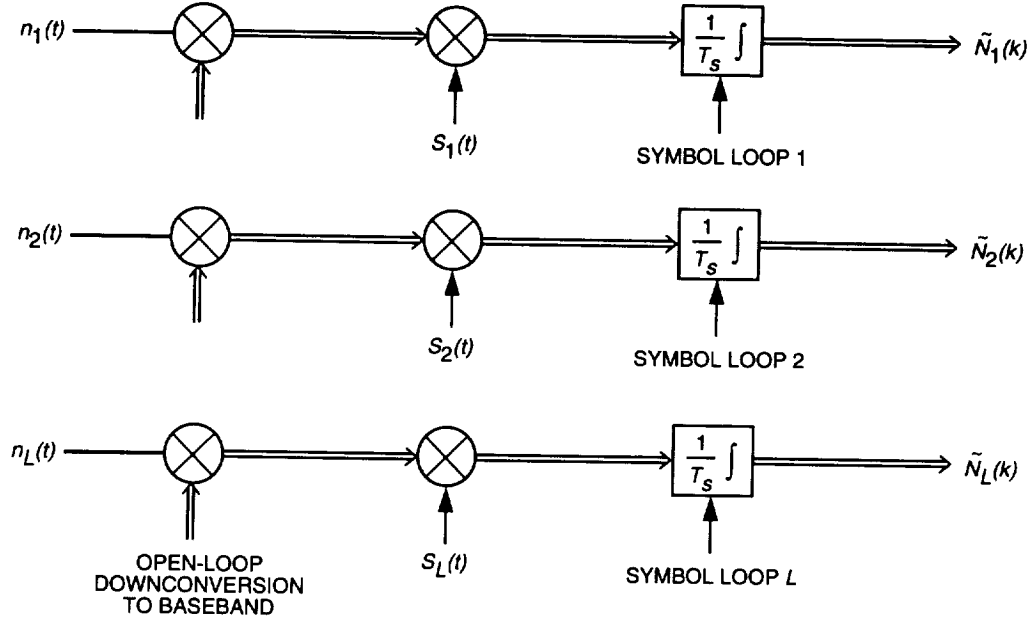 n₁(t)
S₁(t)
1/Tₛ ∫
SYMBOL LOOP 1
Ñ₁(k)
n₂(t)
S₂(t)
1/Tₛ ∫
SYMBOL LOOP 2
Ñ₂(k)
n_L(t)
OPEN-LOOP
DOWNCONVERSION
TO BASEBAND
S_L(t)
1/Tₛ ∫
SYMBOL LOOP L
Ñ_L(k)